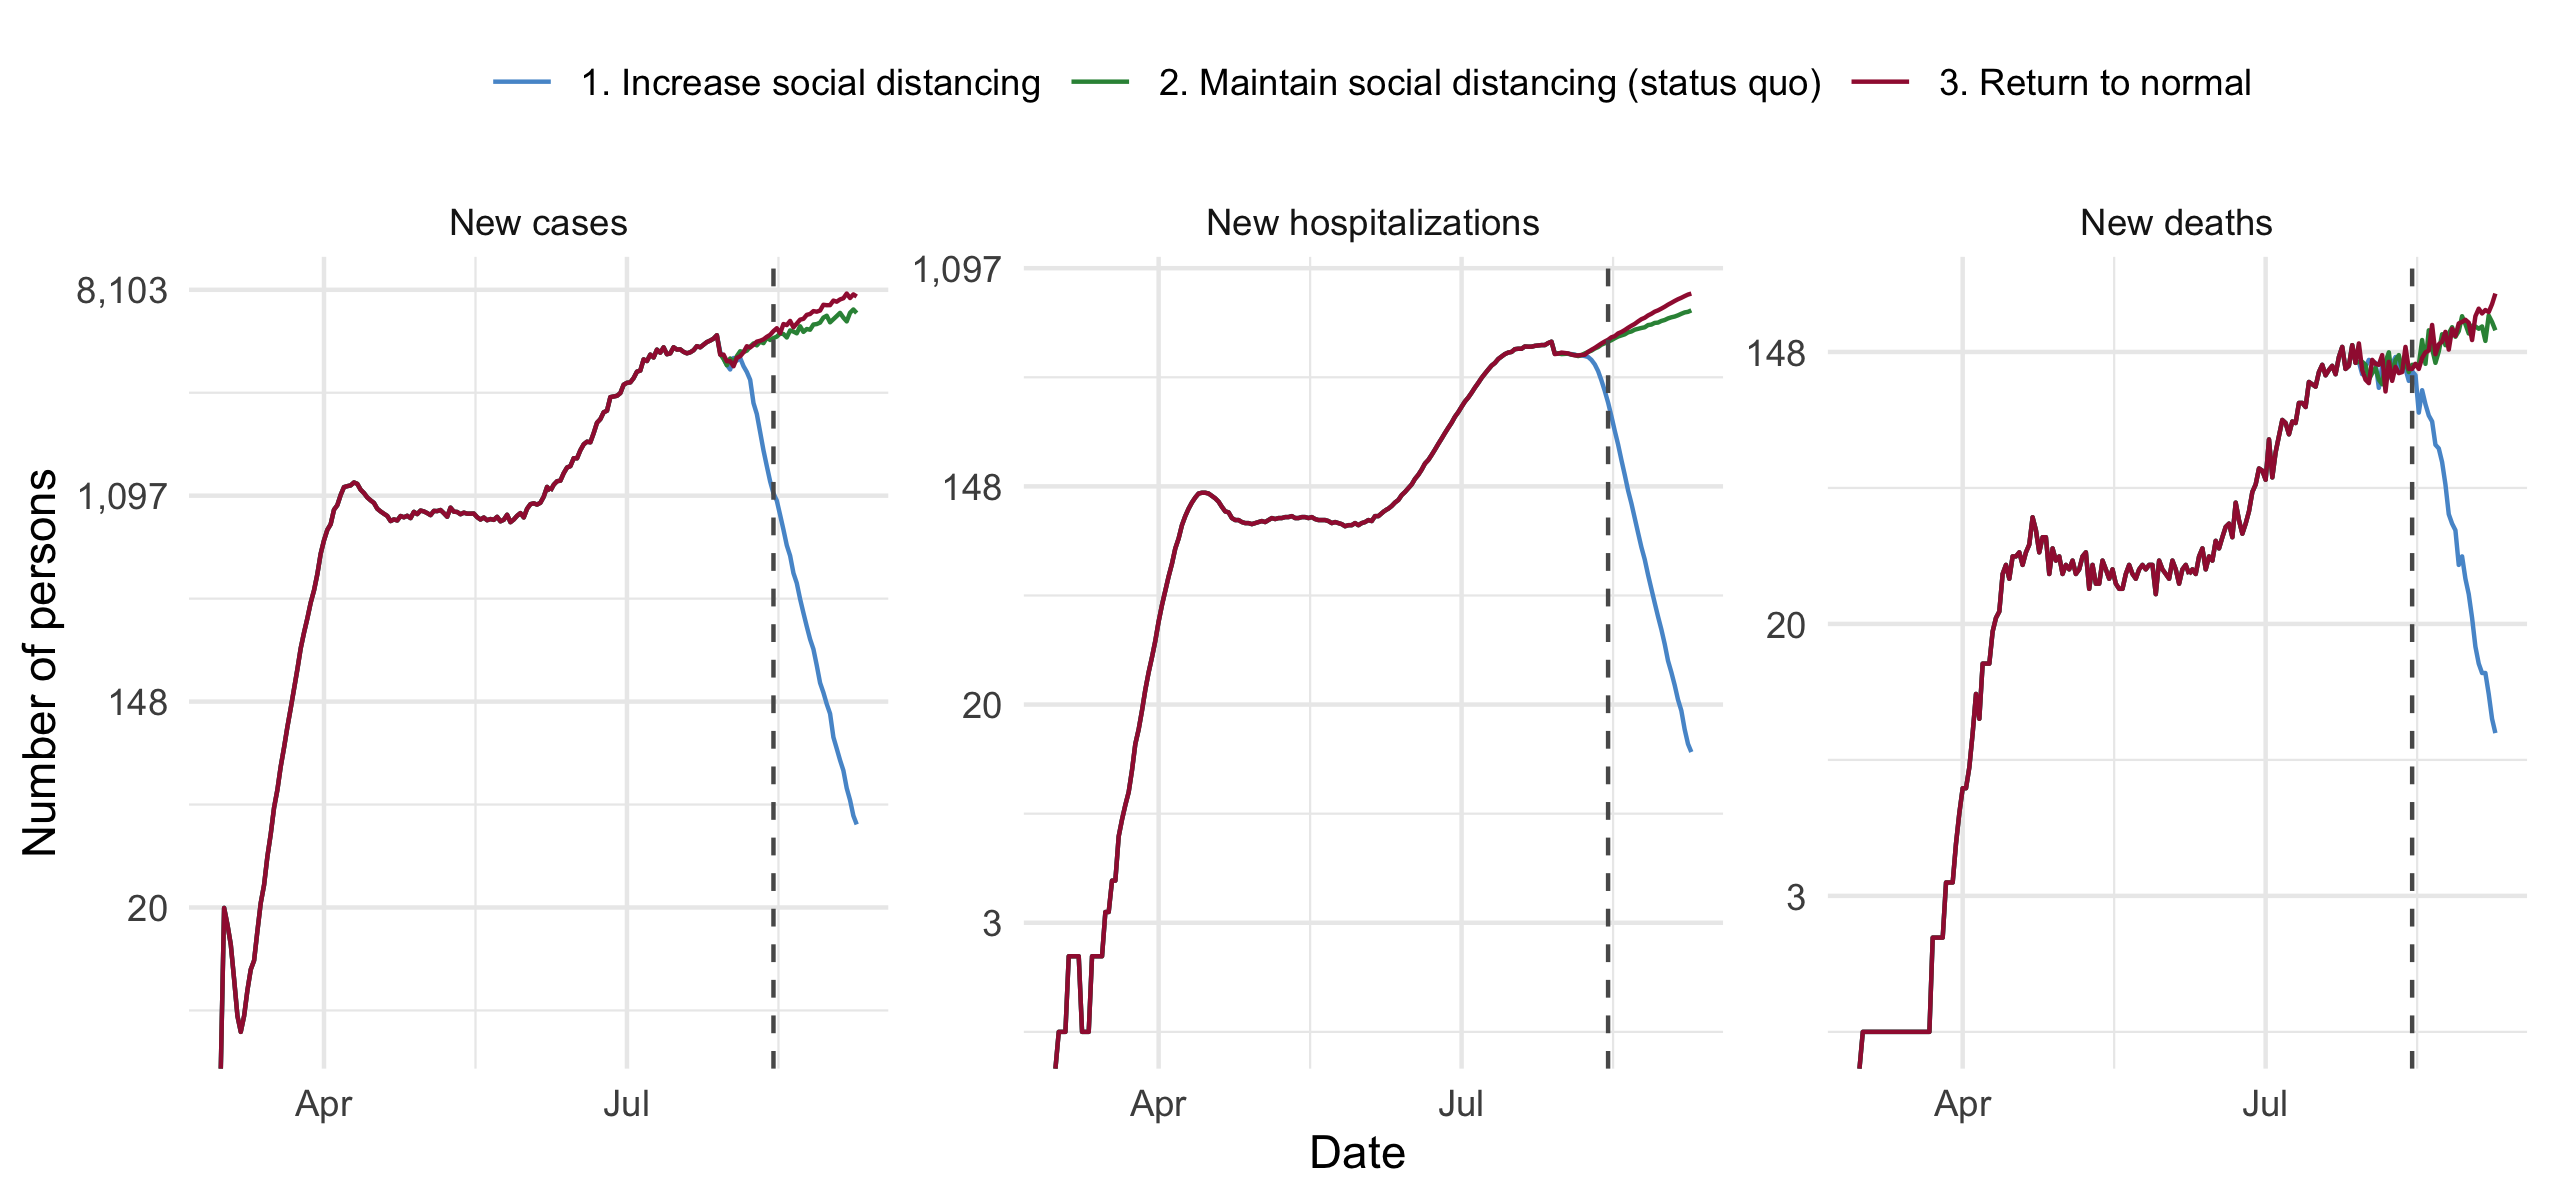 1. Increase social distancing 2. Maintain social distancing (status quo) 3. Return to normal
New cases New hospitalizations New deaths
Number of persons
8,103
1,097
148
20
Apr Jul
1,097
148
20
3
Apr Jul
148
20
3
Apr Jul
Date